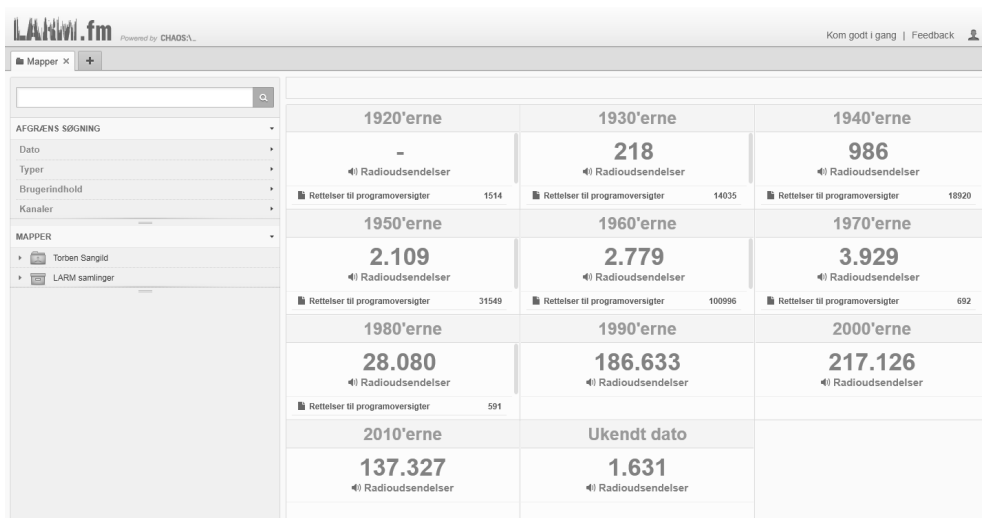 LARM.fm Powered by CHAOS:\_
Kom godt i gang | Feedback
Mapper × +
AFGRÆNS SØGNING
Dato
Typer
Brugerindhold
Kanaler
MAPPER
Torben Sangild
LARM samlinger
1920'erne 1930'erne 1940'erne
- 218 986
Radioudsendelser Radioudsendelser Radioudsendelser
Rettelser til programoversigter 1514 Rettelser til programoversigter 14035 Rettelser til programoversigter 18920
1950'erne 1960'erne 1970'erne
2.109 2.779 3.929
Radioudsendelser Radioudsendelser Radioudsendelser
Rettelser til programoversigter 31549 Rettelser til programoversigter 100996 Rettelser til programoversigter 692
1980'erne 1990'erne 2000'erne
28.080 186.633 217.126
Radioudsendelser Radioudsendelser Radioudsendelser
Rettelser til programoversigter 591
2010'erne Ukendt dato
137.327 1.631
Radioudsendelser Radioudsendelser